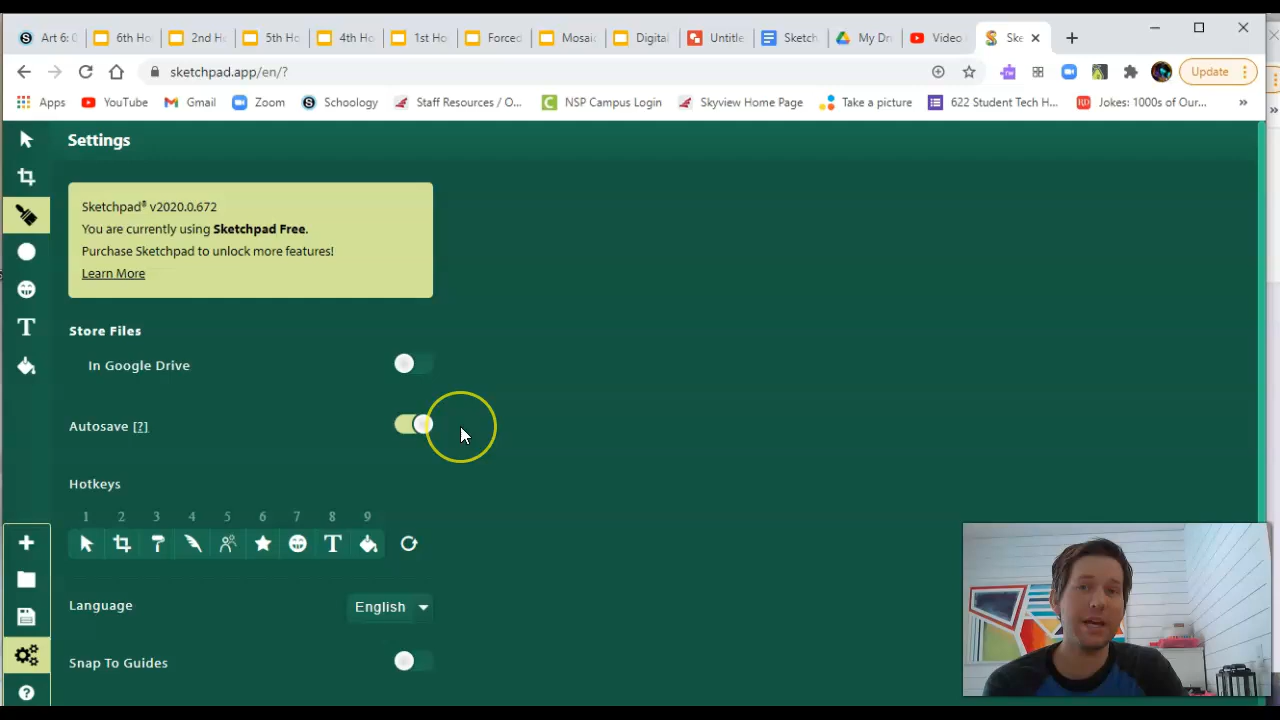 Art 6: 0
6th Ho
2nd Ho
5th Ho
4th Ho
1st Ho
Forced
Mosaic
Digital
Untitle
Sketch
My Dr
Video
Ske
sketchpad.app/en/?
Update
Apps
YouTube
Gmail
Zoom
Schoology
Staff Resources / O...
NSP Campus Login
Skyview Home Page
Take a picture
622 Student Tech H...
Jokes: 1000s of Our...
Settings
Sketchpad® v2020.0.672
You are currently using Sketchpad Free.
Purchase Sketchpad to unlock more features!
Learn More
Store Files
In Google Drive
Autosave [?]
Hotkeys
1 2 3 4 5 6 7 8 9
Language
English
Snap To Guides